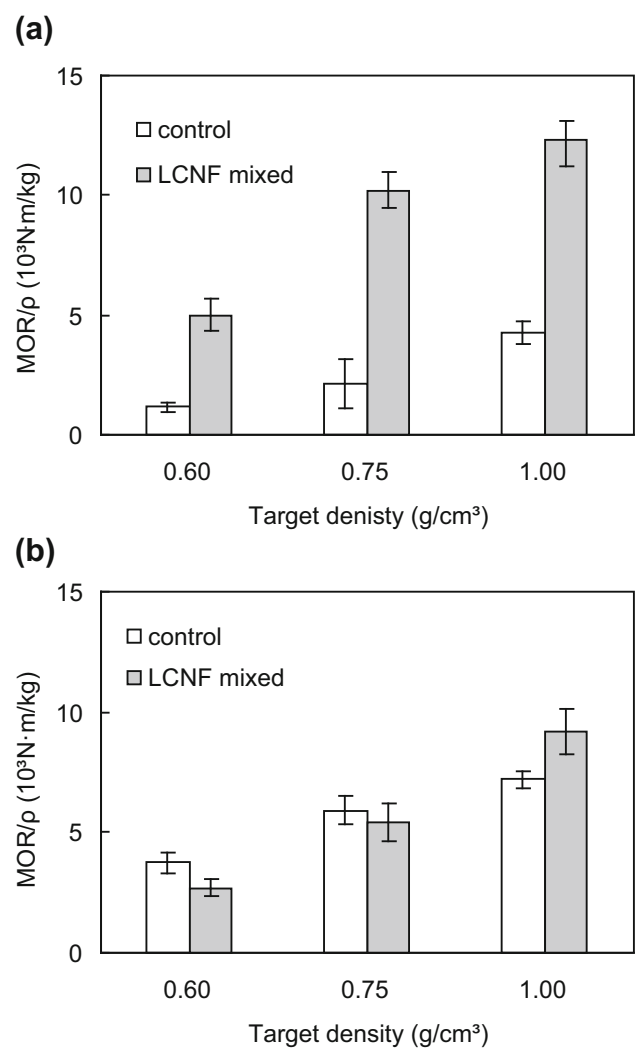 (a)
15
control
LCNF mixed
10
MOR/ρ (10³N·m/kg)
5
0
0.60 0.75 1.00
Target denisty (g/cm³)
(b)
15
control
LCNF mixed
10
MOR/ρ (10³N·m/kg)
5
0
0.60 0.75 1.00
Target density (g/cm³)